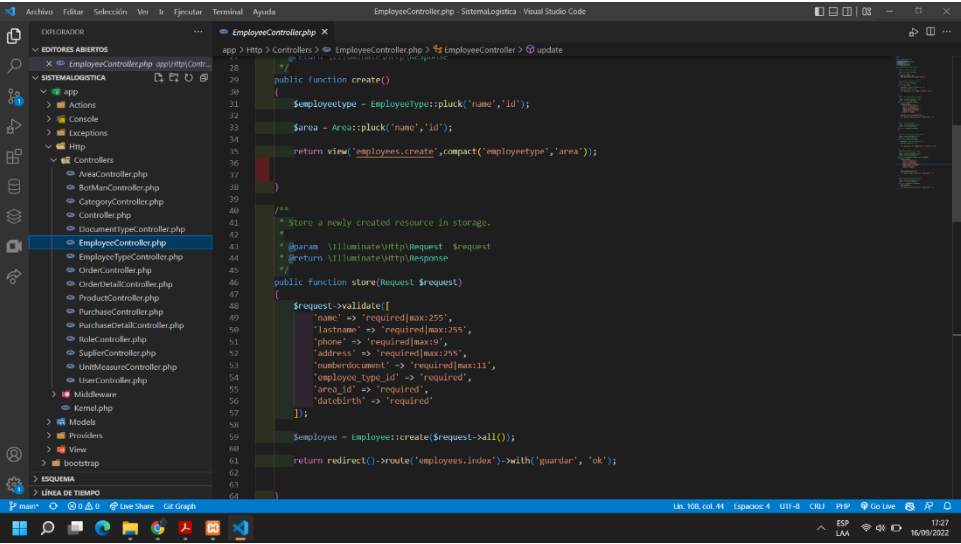 Archivo Editar Selección Ver Ir Ejecutar Terminal Ayuda
EmployeeController.php - SistemaLogistica - Visual Studio Code
EXPLORADOR
EDITORES ABIERTOS
EmployeeController.php app\Http\Contr...
SISTEMALOGISTICA
app
Actions
Console
Exceptions
Http
Controllers
AreaController.php
BotManController.php
CategoryController.php
Controller.php
DocumentTypeController.php
EmployeeController.php
EmployeeTypeController.php
OrderController.php
OrderDetailController.php
ProductController.php
PurchaseController.php
PurchaseDetailController.php
RoleController.php
SuplierController.php
UnitMeasureController.php
UserController.php
Middleware
Kernel.php
Models
Providers
View
bootstrap
ESQUEMA
LÍNEA DE TIEMPO
EmployeeController.php
app > Http > Controllers > EmployeeController.php > EmployeeController > update
27 * @return \Illuminate\Http\Response
28 */
29 public function create()
30 {
31 $employeetype = EmployeeType::pluck('name','id');
32
33 $area = Area::pluck('name','id');
34
35 return view('employees.create',compact('employeetype','area'));
36
37
38 }
39
40 /**
41 * Store a newly created resource in storage.
42 *
43 * @param \Illuminate\Http\Request $request
44 * @return \Illuminate\Http\Response
45 */
46 public function store(Request $request)
47 {
48 $request->validate([
49 'name' => 'required|max:255',
50 'lastname' => 'required|max:255',
51 'phone' => 'required|max:9',
52 'address' => 'required|max:255',
53 'numberdocument' => 'required|max:11',
54 'employee_type_id' => 'required',
55 'area_id' => 'required',
56 'datebirth' => 'required'
57 ]);
58
59 $employee = Employee::create($request->all());
60
61 return redirect()->route('employees.index')->with('guardar', 'ok');
62
63
64 }
main* 0 0 Live Share Git Graph
Lín. 108, col. 44 Espacios: 4 UTF-8 CRLF PHP Go Live
ESP
LAA
17:27
16/09/2022